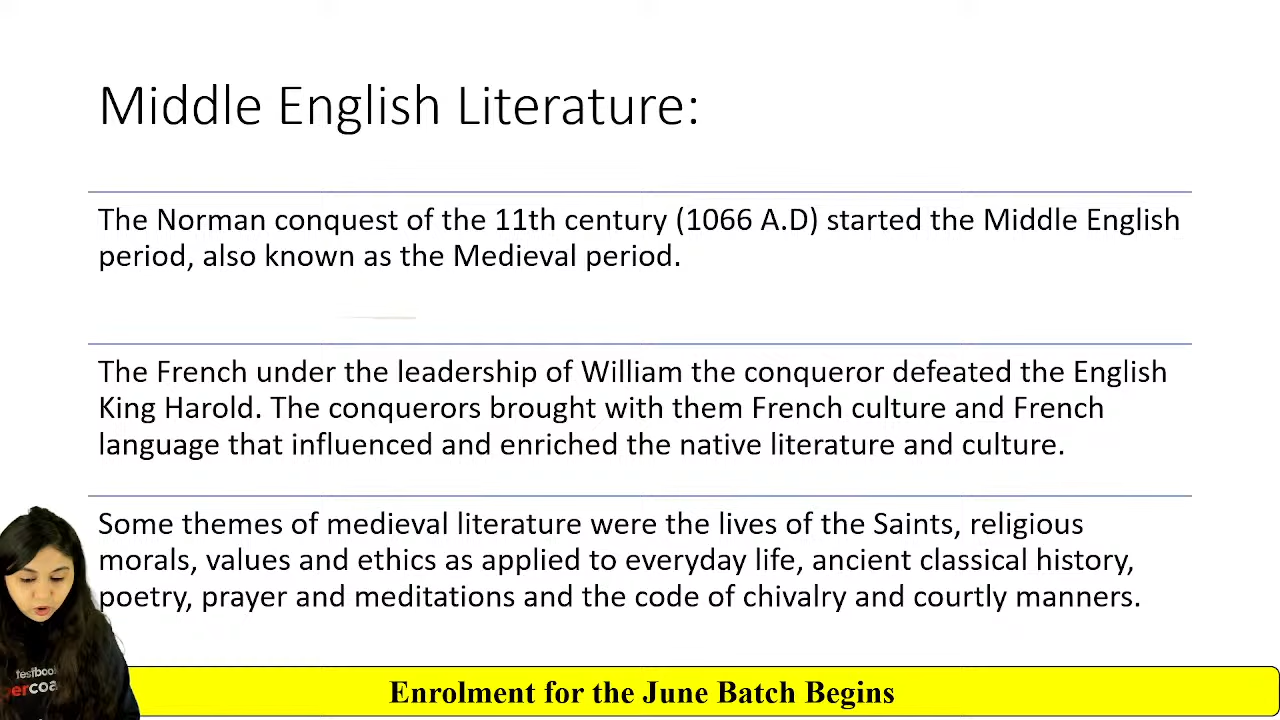 Middle English Literature:
The Norman conquest of the 11th century (1066 A.D) started the Middle English
period, also known as the Medieval period.
The French under the leadership of William the conqueror defeated the English
King Harold. The conquerors brought with them French culture and French
language that influenced and enriched the native literature and culture.
Some themes of medieval literature were the lives of the Saints, religious
morals, values and ethics as applied to everyday life, ancient classical history,
poetry, prayer and meditations and the code of chivalry and courtly manners.
Enrolment for the June Batch Begins